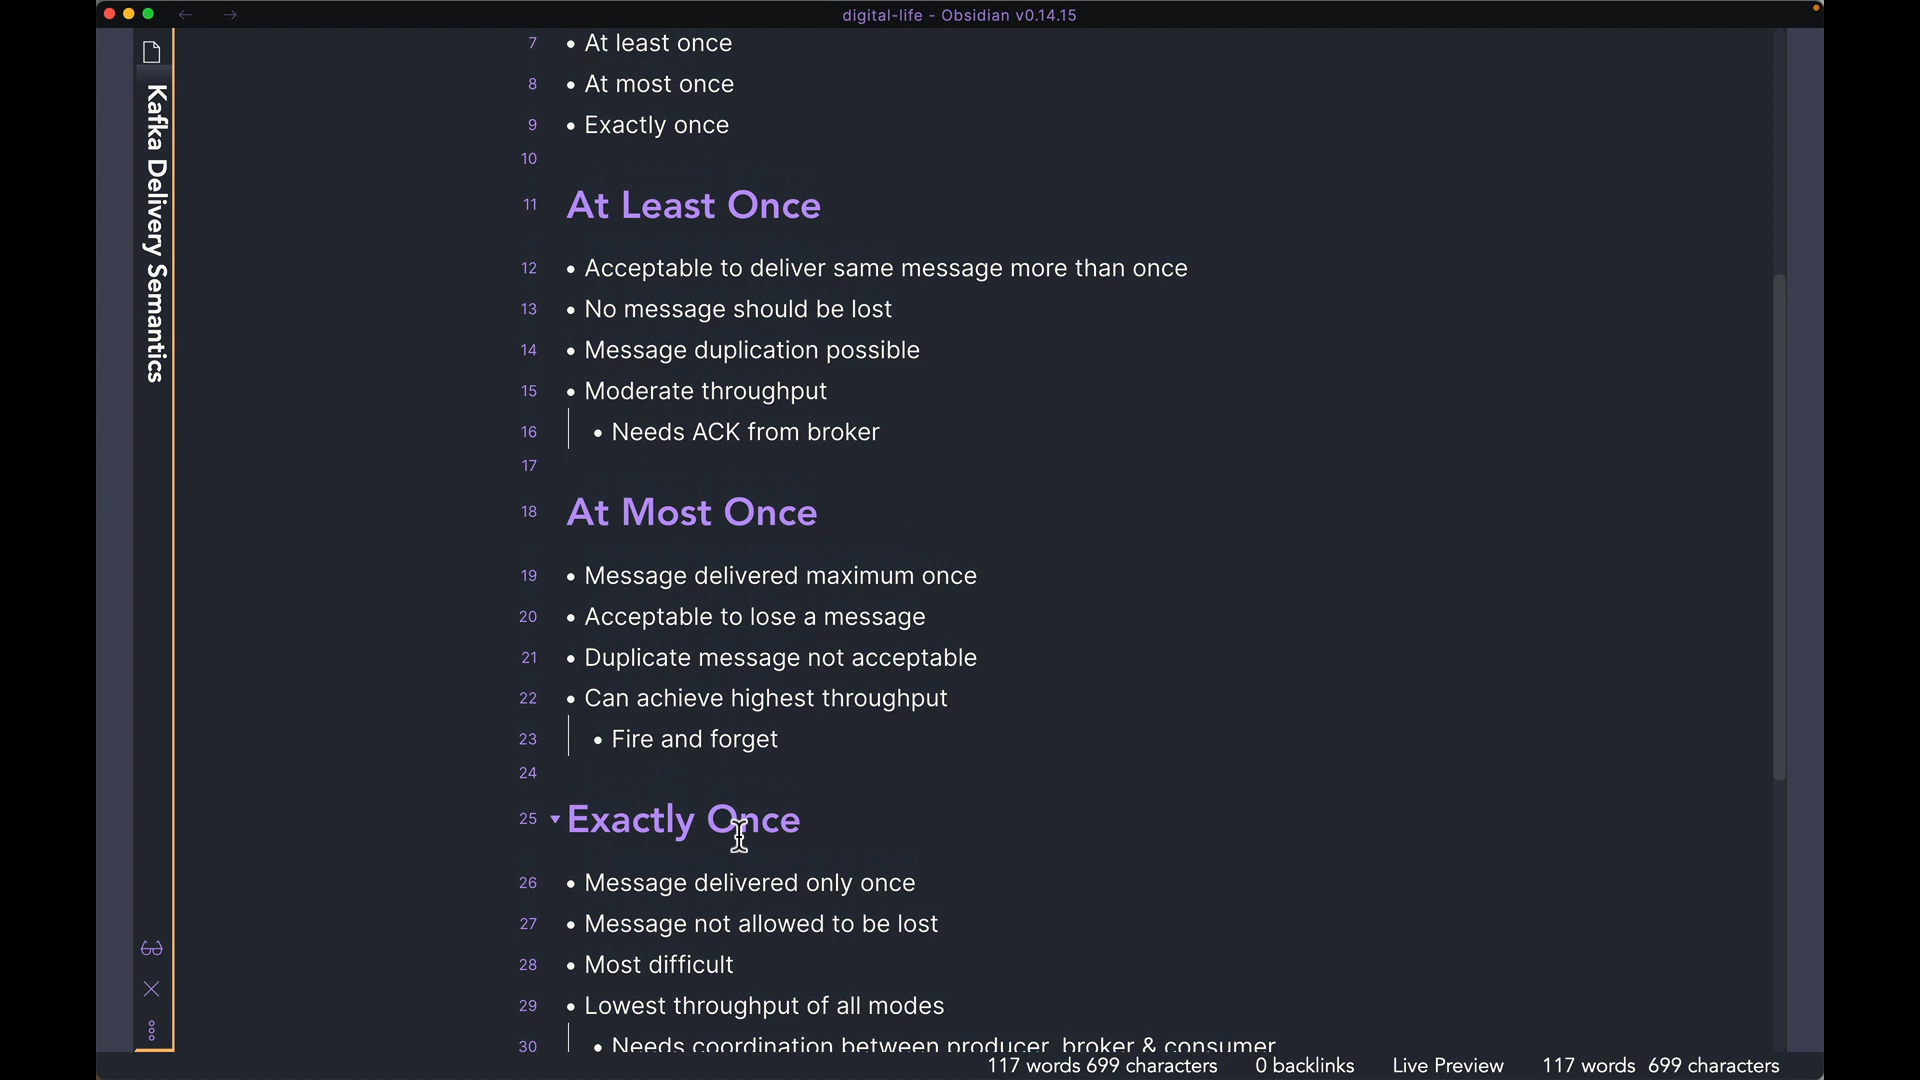 digital-life - Obsidian v0.14.15
Kafka Delivery Semantics
7 • At least once
8 • At most once
9 • Exactly once
10
11 At Least Once
12 • Acceptable to deliver same message more than once
13 • No message should be lost
14 • Message duplication possible
15 • Moderate throughput
16 • Needs ACK from broker
17
18 At Most Once
19 • Message delivered maximum once
20 • Acceptable to lose a message
21 • Duplicate message not acceptable
22 • Can achieve highest throughput
23 • Fire and forget
24
25 Exactly Once
26 • Message delivered only once
27 • Message not allowed to be lost
28 • Most difficult
29 • Lowest throughput of all modes
30 • Needs coordination between producer, broker & consumer
117 words 699 characters 0 backlinks Live Preview 117 words 699 characters